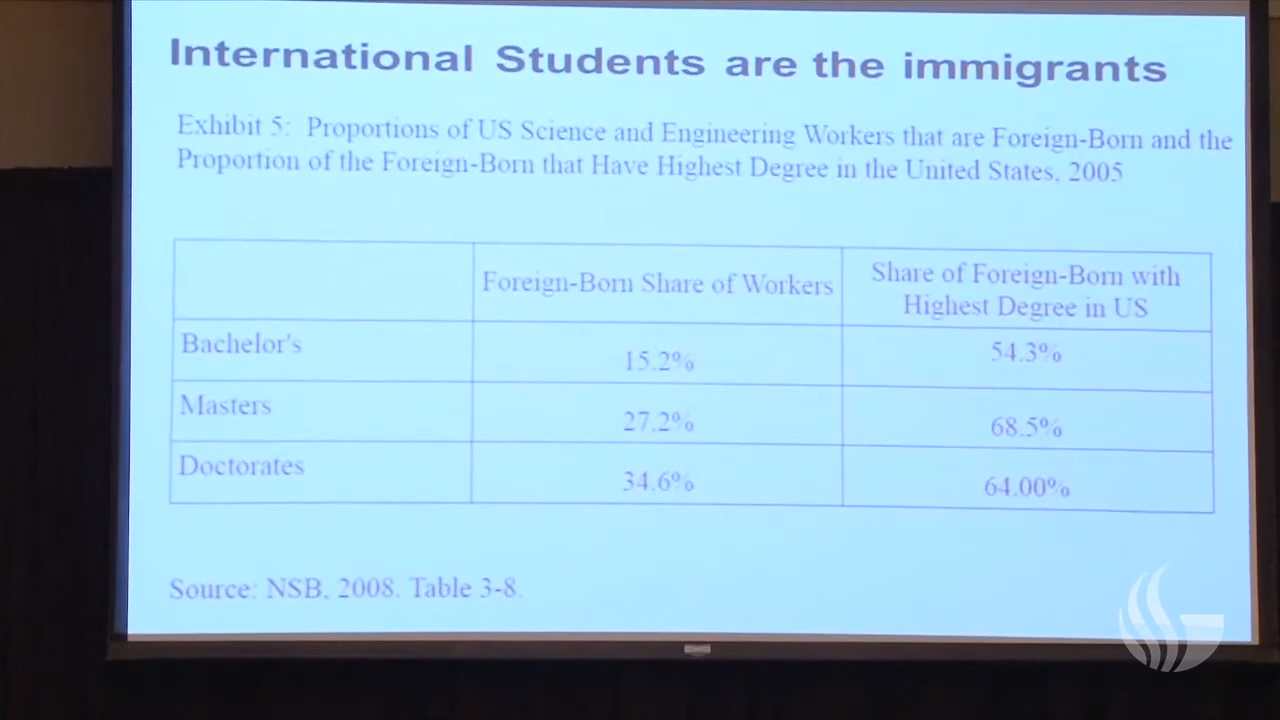 International Students are the immigrants
Exhibit 5: Proportions of US Science and Engineering Workers that are Foreign-Born and the
Proportion of the Foreign-Born that Have Highest Degree in the United States, 2005
Foreign-Born Share of Workers
Share of Foreign-Born with
Highest Degree in US
Bachelor's
15.2%
54.3%
Masters
27.2%
68.5%
Doctorates
34.6%
64.00%
Source: NSB, 2008. Table 3-8.